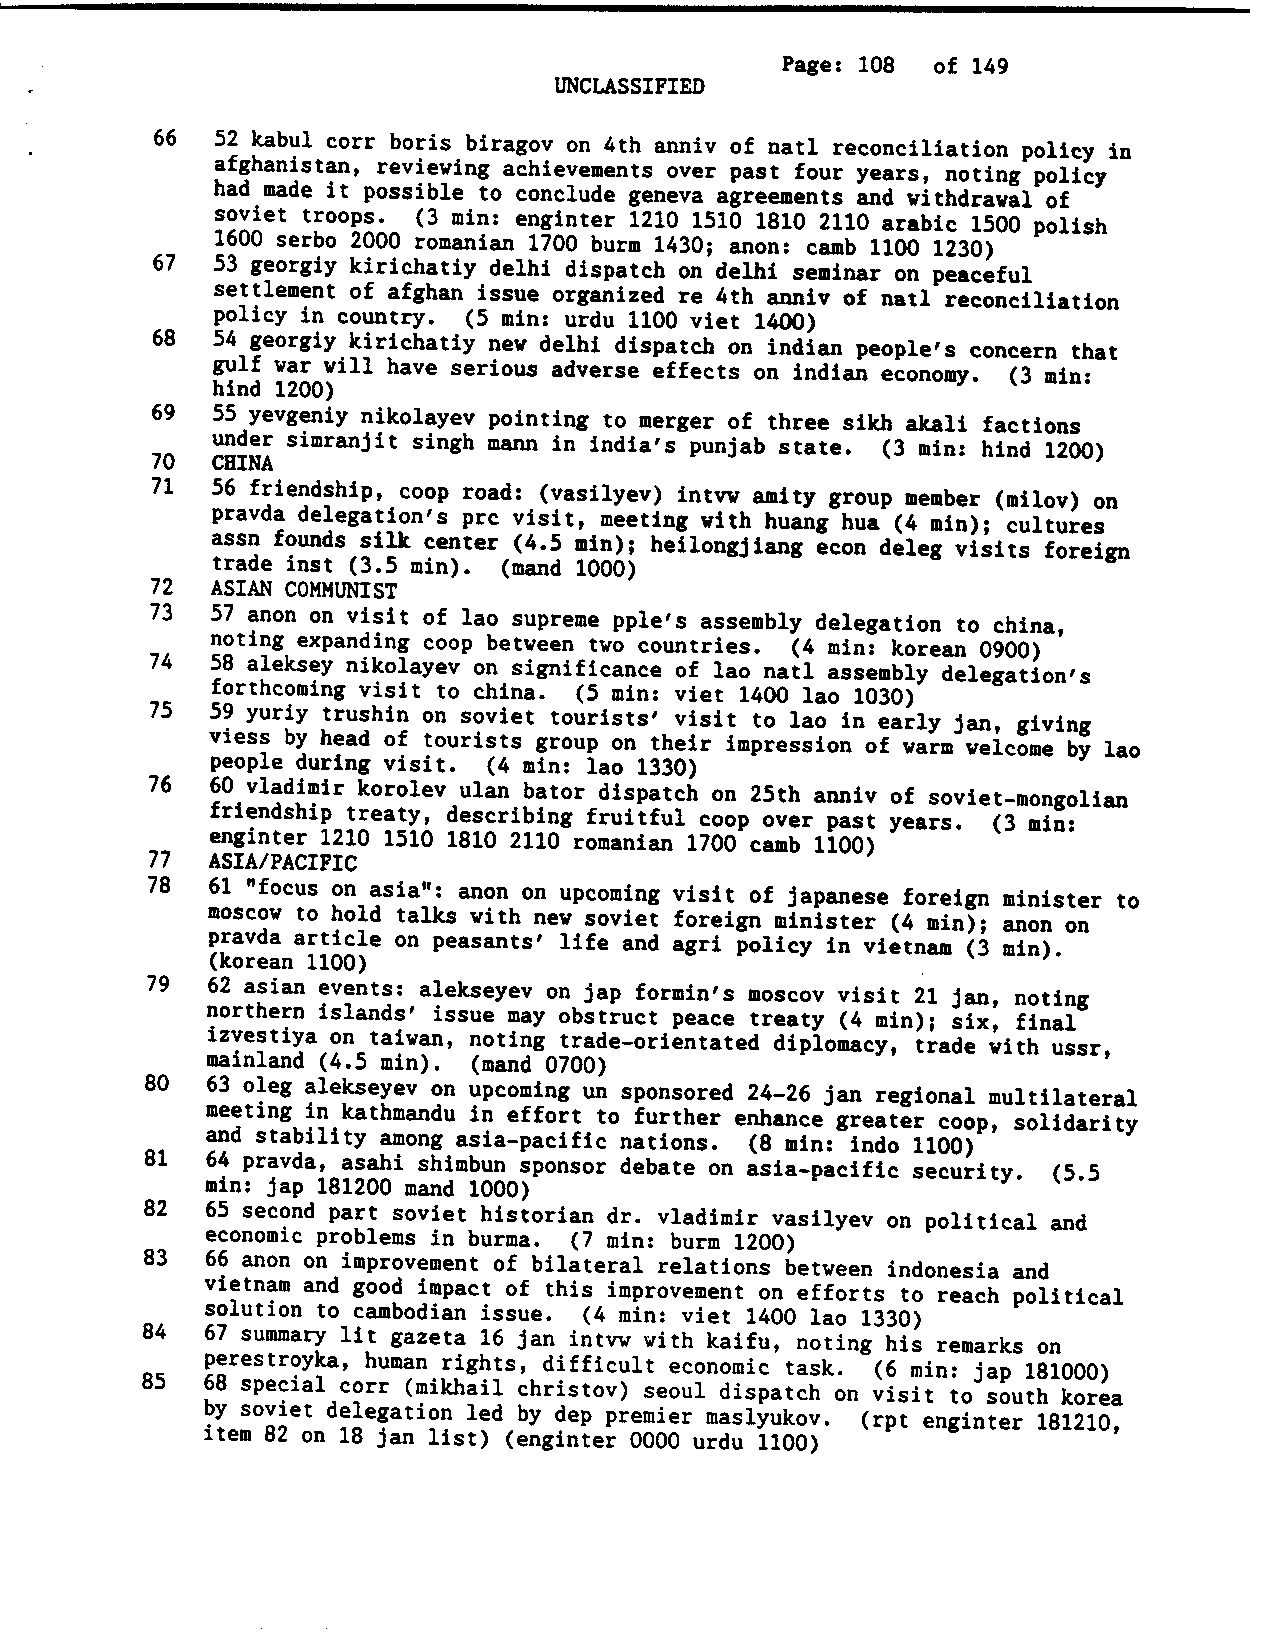 Page: 108 of 149
UNCLASSIFIED
66 52 kabul corr boris biragov on 4th anniv of natl reconciliation policy in
afghanistan, reviewing achievements over past four years, noting policy
had made it possible to conclude geneva agreements and withdrawal of
soviet troops. (3 min: enginter 1210 1510 1810 2110 arabic 1500 polish
1600 serbo 2000 romanian 1700 burm 1430; anon: camb 1100 1230)
67 53 georgiy kirichatiy delhi dispatch on delhi seminar on peaceful
settlement of afghan issue organized re 4th anniv of natl reconciliation
policy in country. (5 min: urdu 1100 viet 1400)
68 54 georgiy kirichatiy new delhi dispatch on indian people's concern that
gulf war will have serious adverse effects on indian economy. (3 min:
hind 1200)
69 55 yevgeniy nikolayev pointing to merger of three sikh akali factions
under simranjit singh mann in india's punjab state. (3 min: hind 1200)
70 CHINA
71 56 friendship, coop road: (vasilyev) intvw amity group member (milov) on
pravda delegation's prc visit, meeting with huang hua (4 min); cultures
assn founds silk center (4.5 min); heilongjiang econ deleg visits foreign
trade inst (3.5 min). (mand 1000)
72 ASIAN COMMUNIST
73 57 anon on visit of lao supreme pple's assembly delegation to china,
noting expanding coop between two countries. (4 min: korean 0900)
74 58 aleksey nikolayev on significance of lao natl assembly delegation's
forthcoming visit to china. (5 min: viet 1400 lao 1030)
75 59 yuriy trushin on soviet tourists' visit to lao in early jan, giving
viess by head of tourists group on their impression of warm welcome by lao
people during visit. (4 min: lao 1330)
76 60 vladimir korolev ulan bator dispatch on 25th anniv of soviet-mongolian
friendship treaty, describing fruitful coop over past years. (3 min:
enginter 1210 1510 1810 2110 romanian 1700 camb 1100)
77 ASIA/PACIFIC
78 61 "focus on asia": anon on upcoming visit of japanese foreign minister to
moscow to hold talks with new soviet foreign minister (4 min); anon on
pravda article on peasants' life and agri policy in vietnam (3 min).
(korean 1100)
79 62 asian events: alekseyev on jap formin's moscow visit 21 jan, noting
northern islands' issue may obstruct peace treaty (4 min); six, final
izvestiya on taiwan, noting trade-orientated diplomacy, trade with ussr,
mainland (4.5 min). (mand 0700)
80 63 oleg alekseyev on upcoming un sponsored 24-26 jan regional multilateral
meeting in kathmandu in effort to further enhance greater coop, solidarity
and stability among asia-pacific nations. (8 min: indo 1100)
81 64 pravda, asahi shimbun sponsor debate on asia-pacific security. (5.5
min: jap 181200 mand 1000)
82 65 second part soviet historian dr. vladimir vasilyev on political and
economic problems in burma. (7 min: burm 1200)
83 66 anon on improvement of bilateral relations between indonesia and
vietnam and good impact of this improvement on efforts to reach political
solution to cambodian issue. (4 min: viet 1400 lao 1330)
84 67 summary lit gazeta 16 jan intvw with kaifu, noting his remarks on
perestroyka, human rights, difficult economic task. (6 min: jap 181000)
85 68 special corr (mikhail christov) seoul dispatch on visit to south korea
by soviet delegation led by dep premier maslyukov. (rpt enginter 181210,
item 82 on 18 jan list) (enginter 0000 urdu 1100)